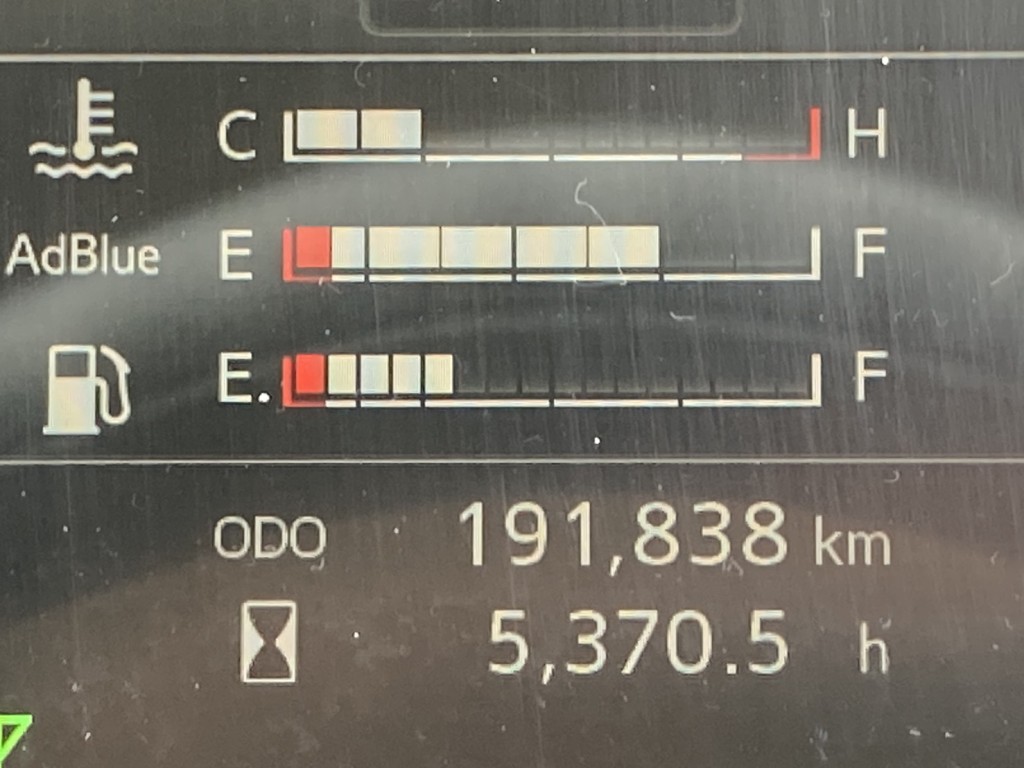 C H
AdBlue E F
E F
ODO 191,838 km
5,370.5 h